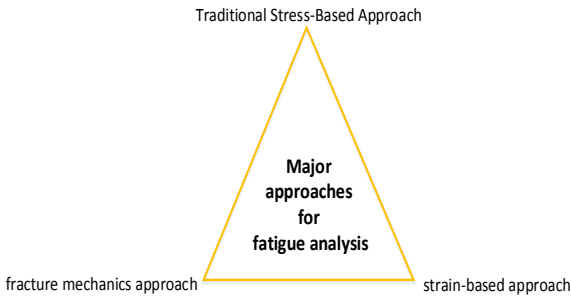 Traditional Stress-Based Approach
Major
approaches
for
fatigue analysis
fracture mechanics approach
strain-based approach